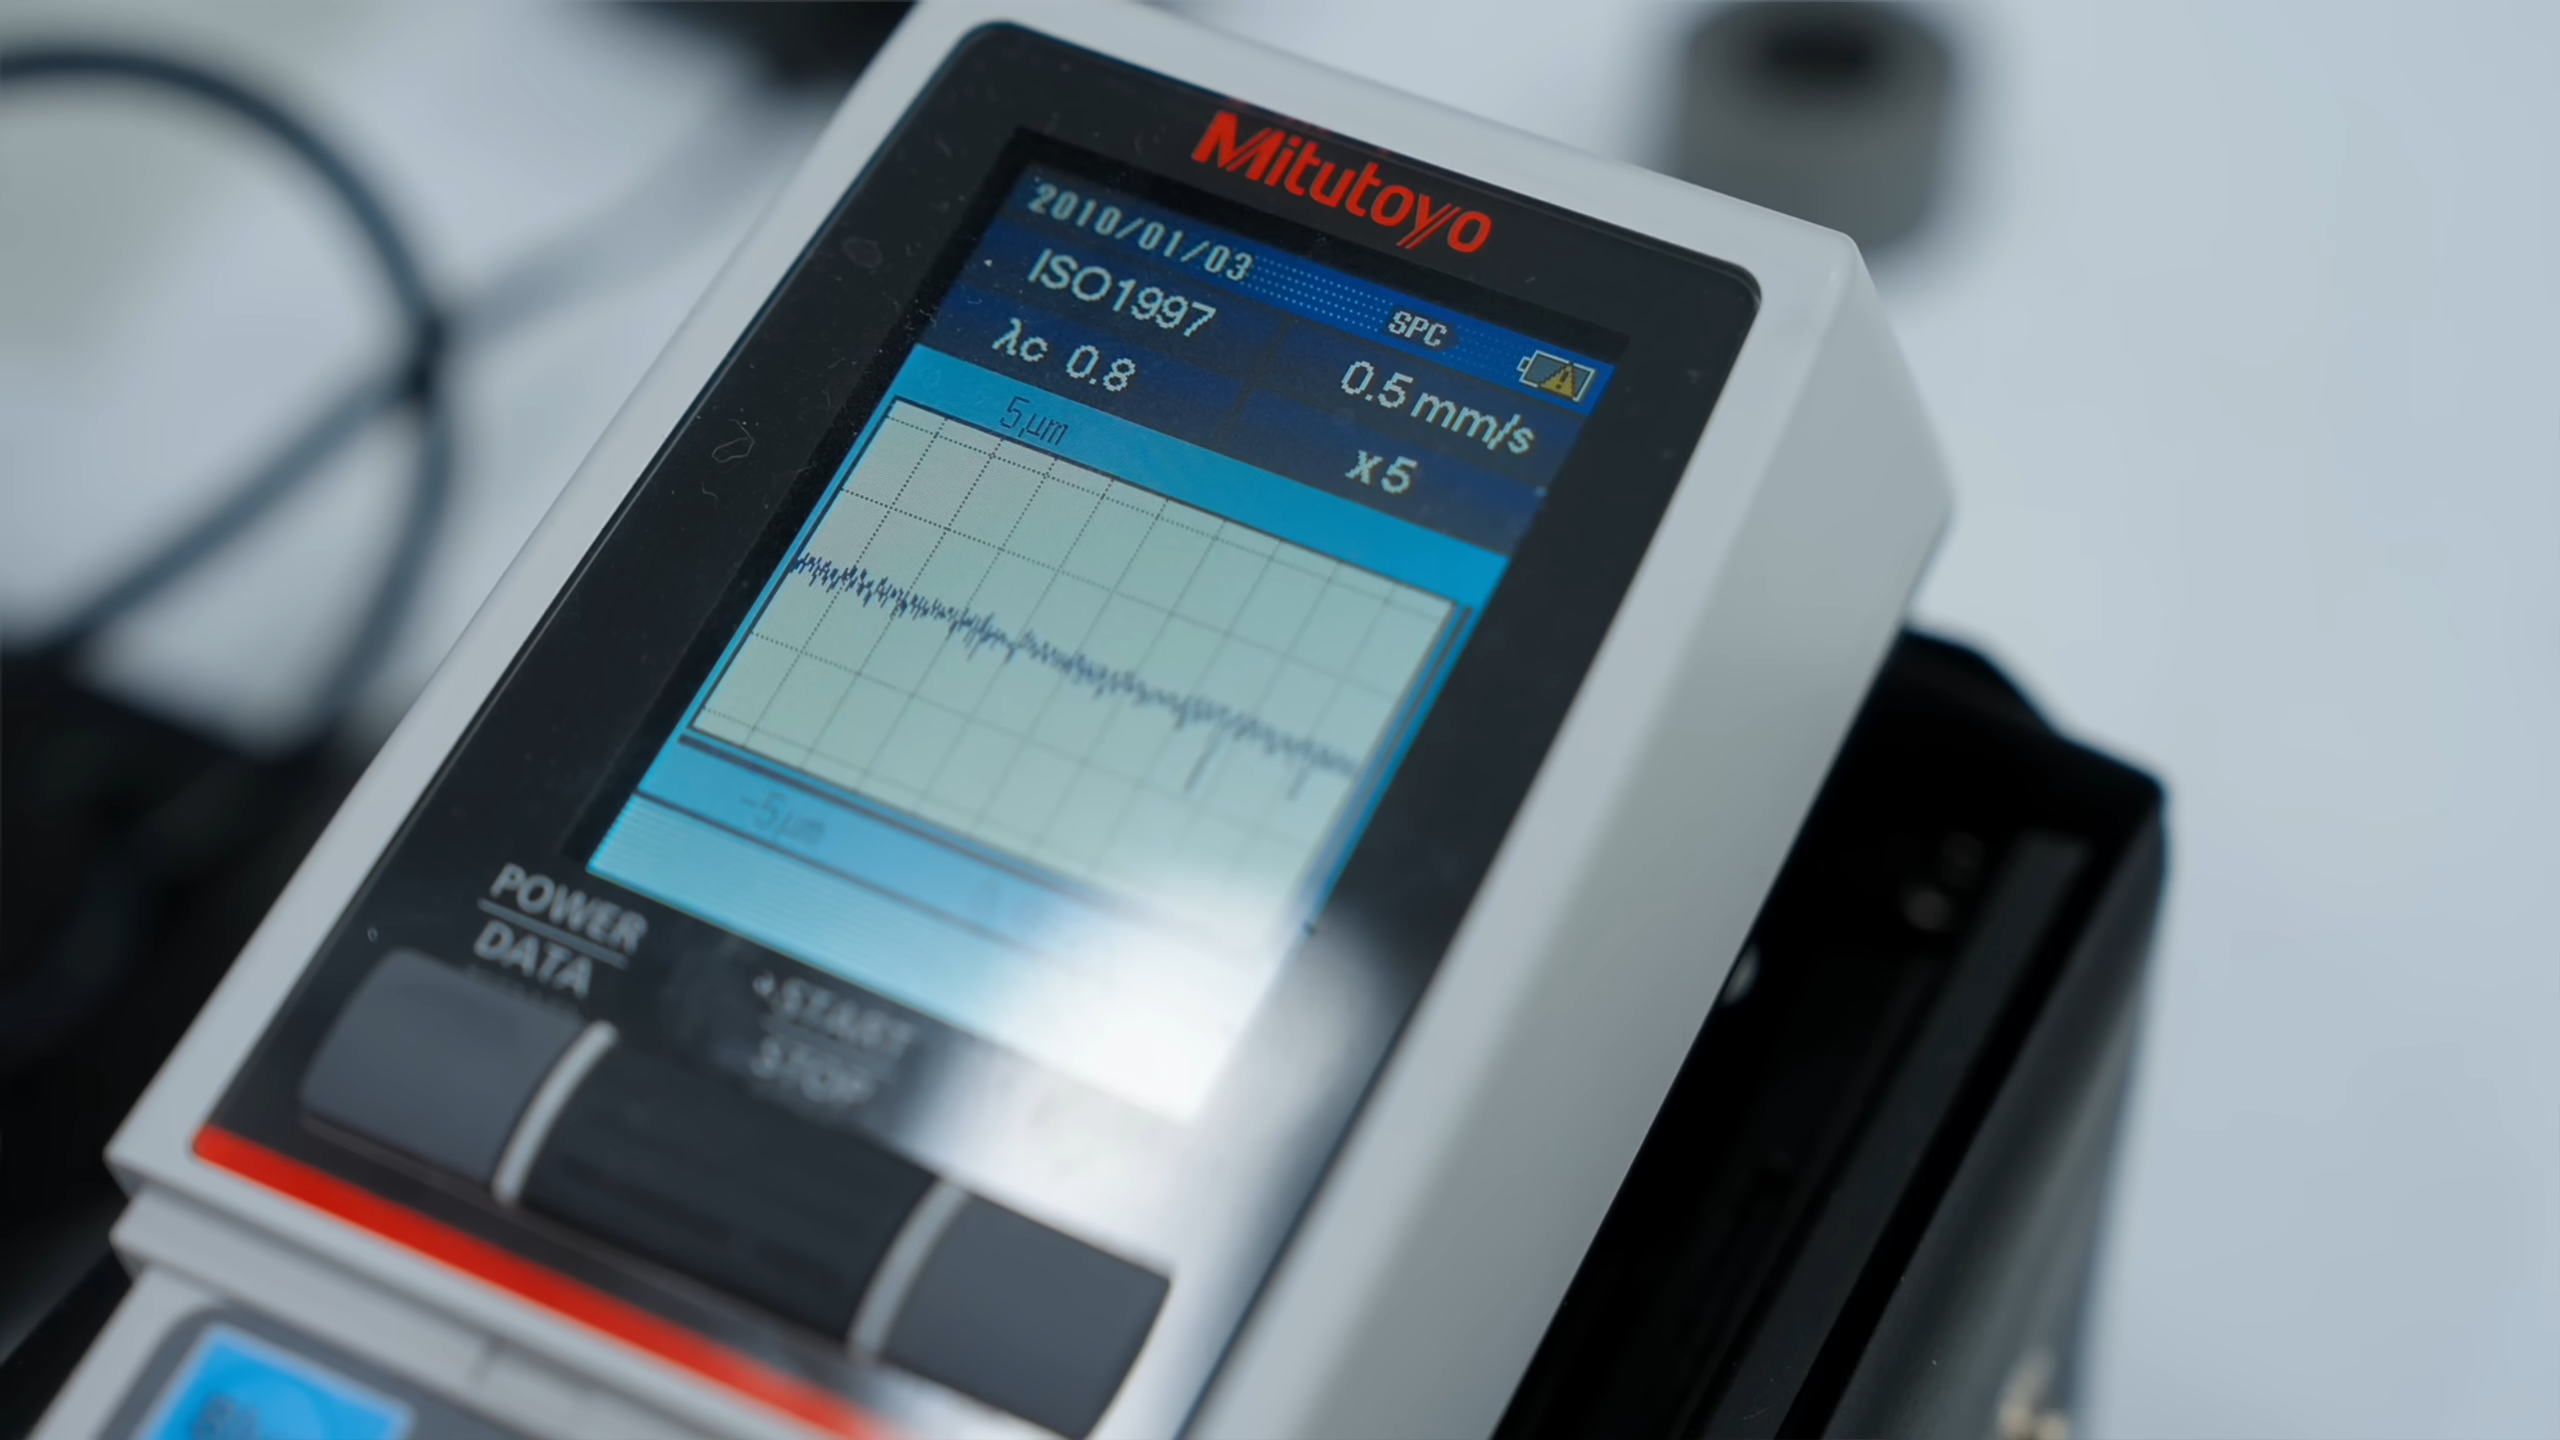 Mitutoyo
2010/01/03 SPC
ISO1997 0.5 mm/s
λc 0.8 x5
5µm
-5µm
POWER
DATA
START
STOP